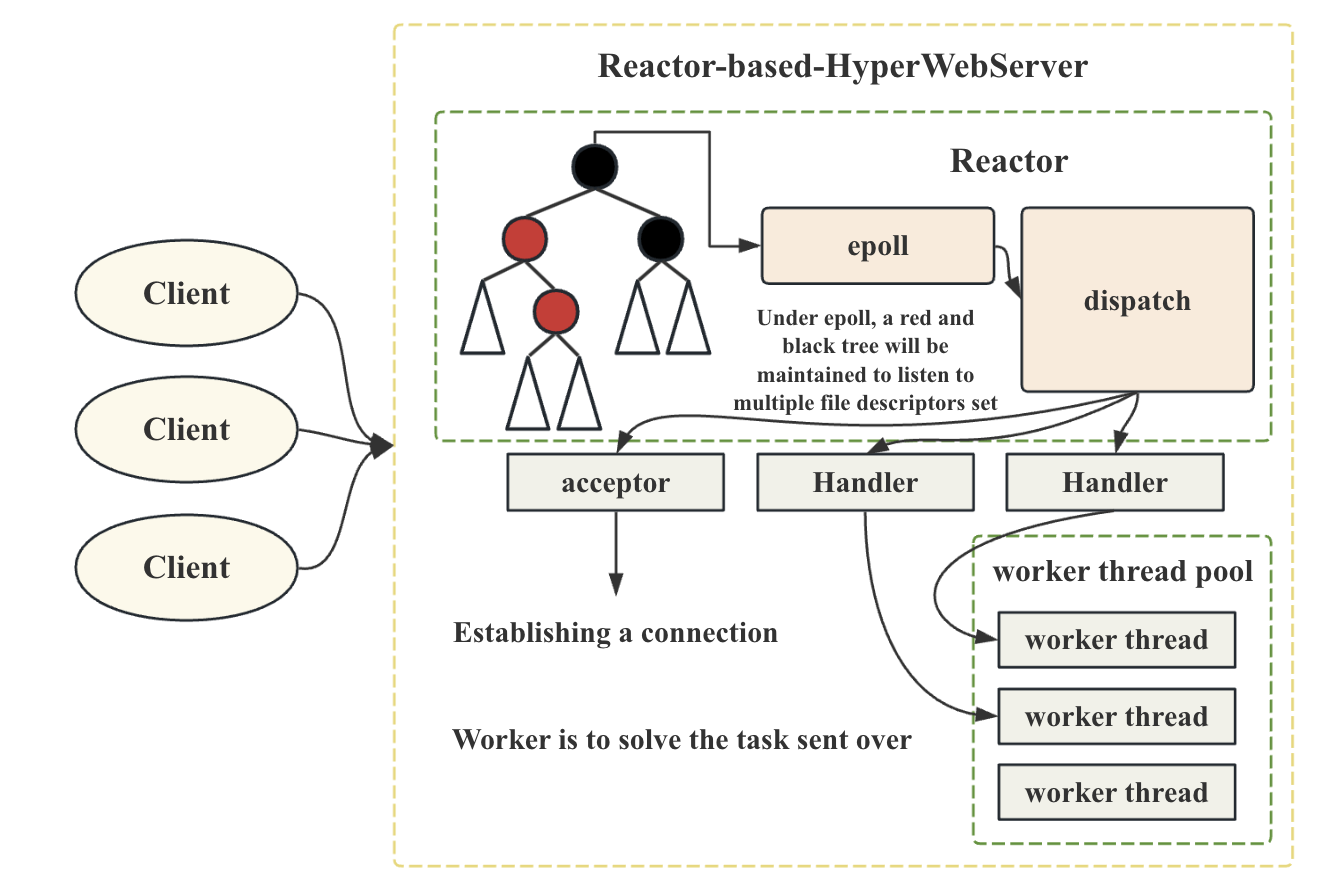 Reactor-based-HyperWebServer
Reactor
epoll
dispatch
Under epoll, a red and
black tree will be
maintained to listen to
multiple file descriptors set
Client
Client
Client
acceptor
Handler
Handler
Establishing a connection
Worker is to solve the task sent over
worker thread pool
worker thread
worker thread
worker thread